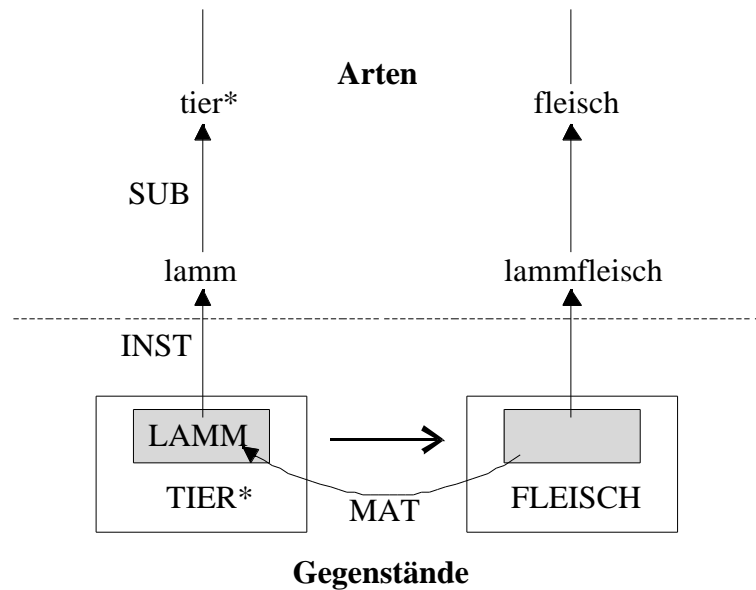 Arten
tier* fleisch
SUB
lamm lammfleisch
INST
LAMM
TIER* MAT FLEISCH
Gegenstände